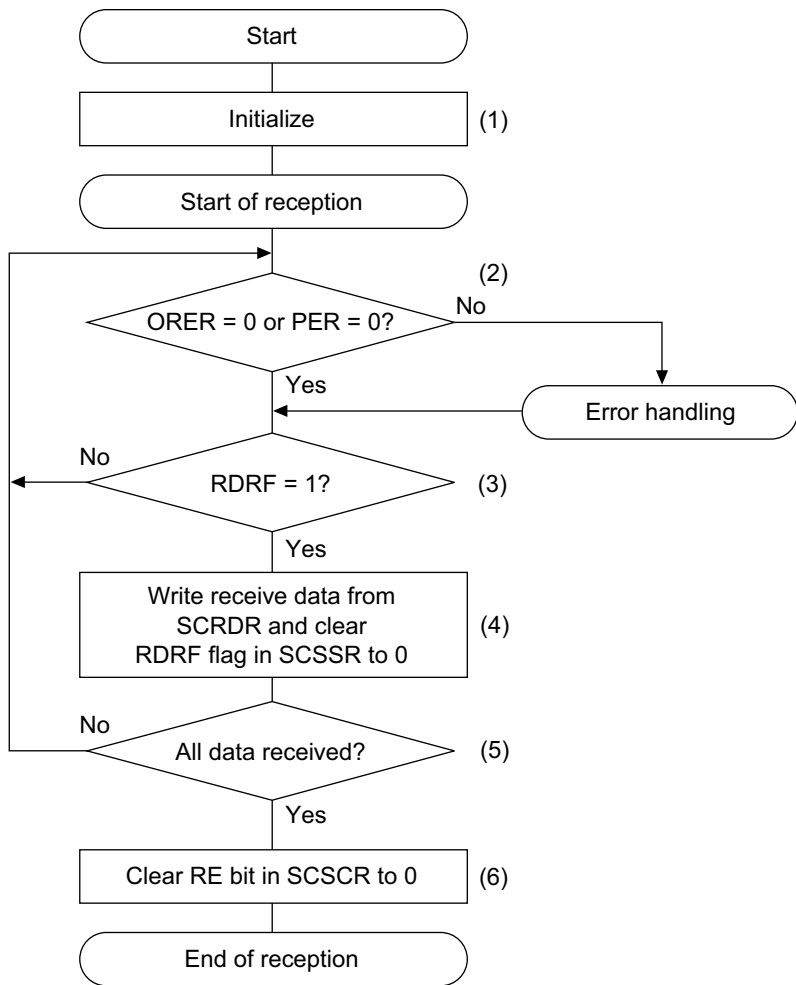 Start
Initialize
(1)
Start of reception
(2)
ORER = 0 or PER = 0?
No
Yes
Error handling
No
RDRF = 1?
(3)
Yes
Write receive data from
SCRDR and clear
RDRF flag in SCSSR to 0
(4)
No
All data received?
(5)
Yes
Clear RE bit in SCSCR to 0
(6)
End of reception